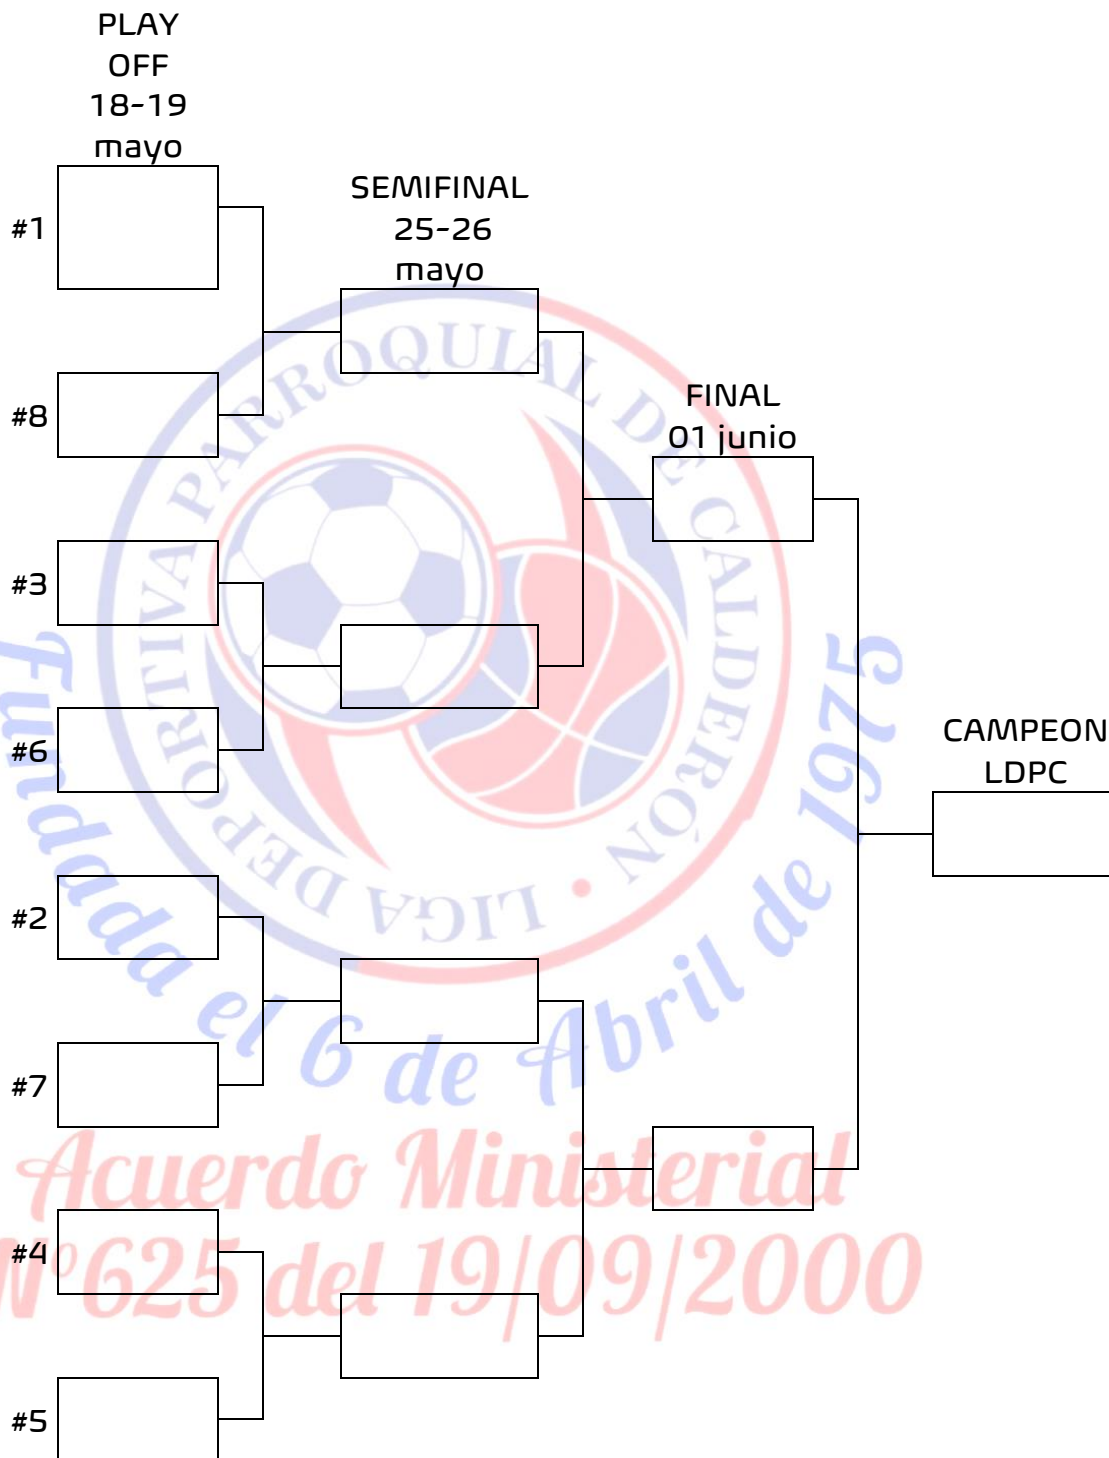 PLAY
OFF
18-19
mayo
SEMIFINAL
25-26
mayo
FINAL
01 junio
CAMPEON
LDPC
#1
#8
#3
#6
#2
#7
#4
#5
LIGA DEPORTIVA PARROQUIAL DE CALDERÓN •
Fundada el 6 de Abril de 1975
Acuerdo Ministerial
Nº625 del 19/09/2000